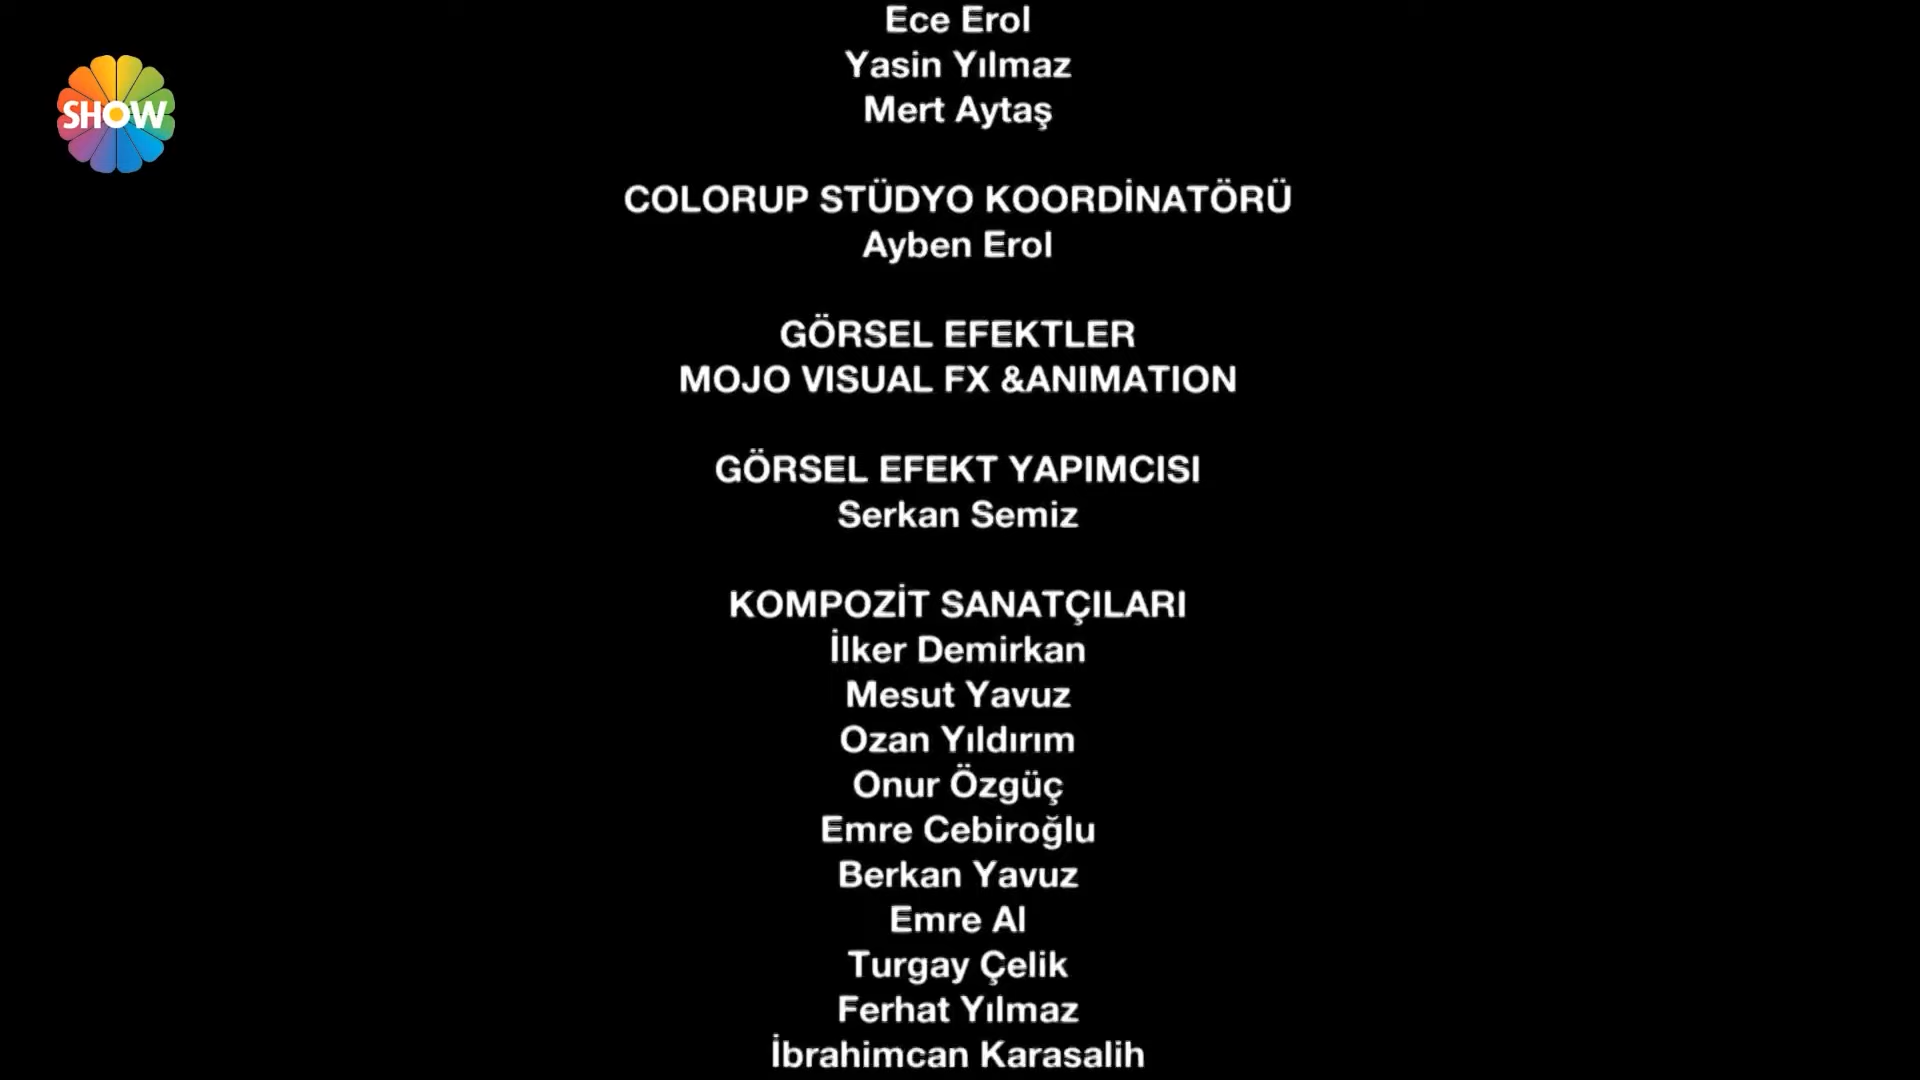 SHOW
Ece Erol
Yasin Yılmaz
Mert Aytaş
COLORUP STÜDYO KOORDİNATÖRÜ
Ayben Erol
GÖRSEL EFEKTLER
MOJO VISUAL FX &ANIMATION
GÖRSEL EFEKT YAPIMCISI
Serkan Semiz
KOMPOZİT SANATÇILARI
İlker Demirkan
Mesut Yavuz
Ozan Yıldırım
Onur Özgüç
Emre Cebiroğlu
Berkan Yavuz
Emre Al
Turgay Çelik
Ferhat Yılmaz
İbrahimcan Karasalih